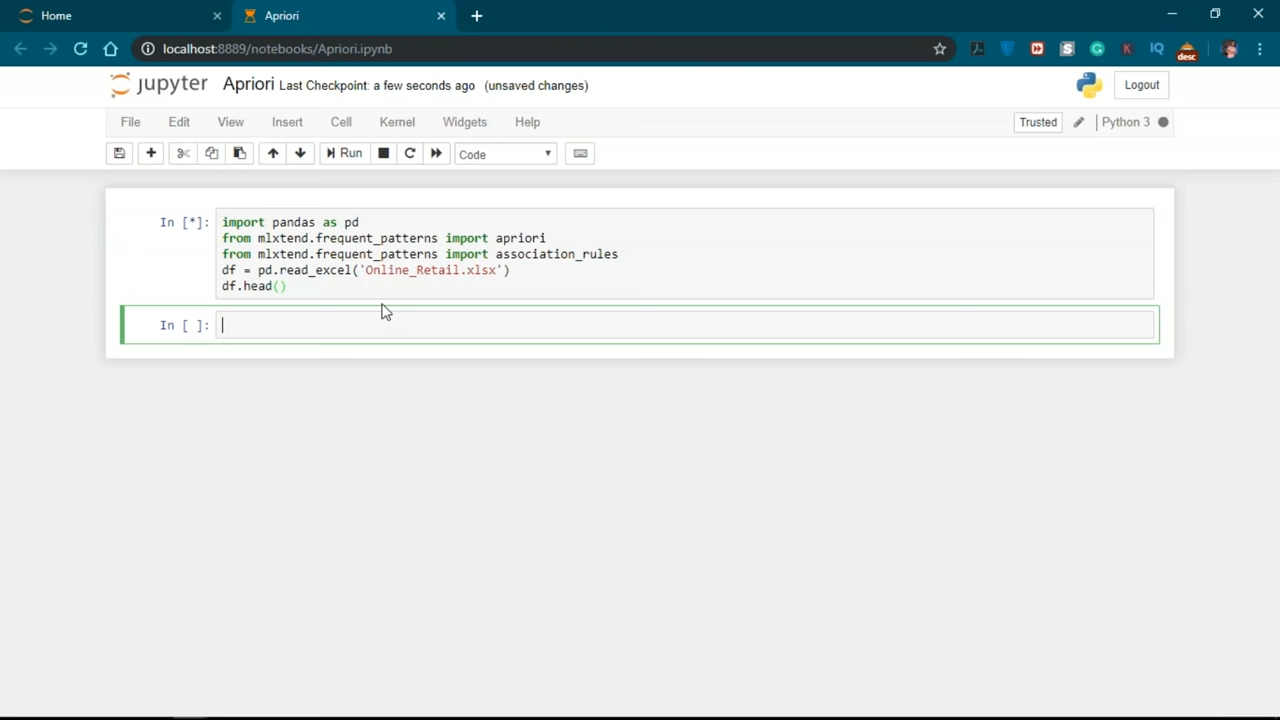 Home
Apriori
localhost:8889/notebooks/Apriori.ipynb
IQ
desc
jupyter Apriori Last Checkpoint: a few seconds ago (unsaved changes)
Logout
File Edit View Insert Cell Kernel Widgets Help
Trusted Python 3
Run Code
In [*]: import pandas as pd
from mlxtend.frequent_patterns import apriori
from mlxtend.frequent_patterns import association_rules
df = pd.read_excel('Online_Retail.xlsx')
df.head()
In [ ]: